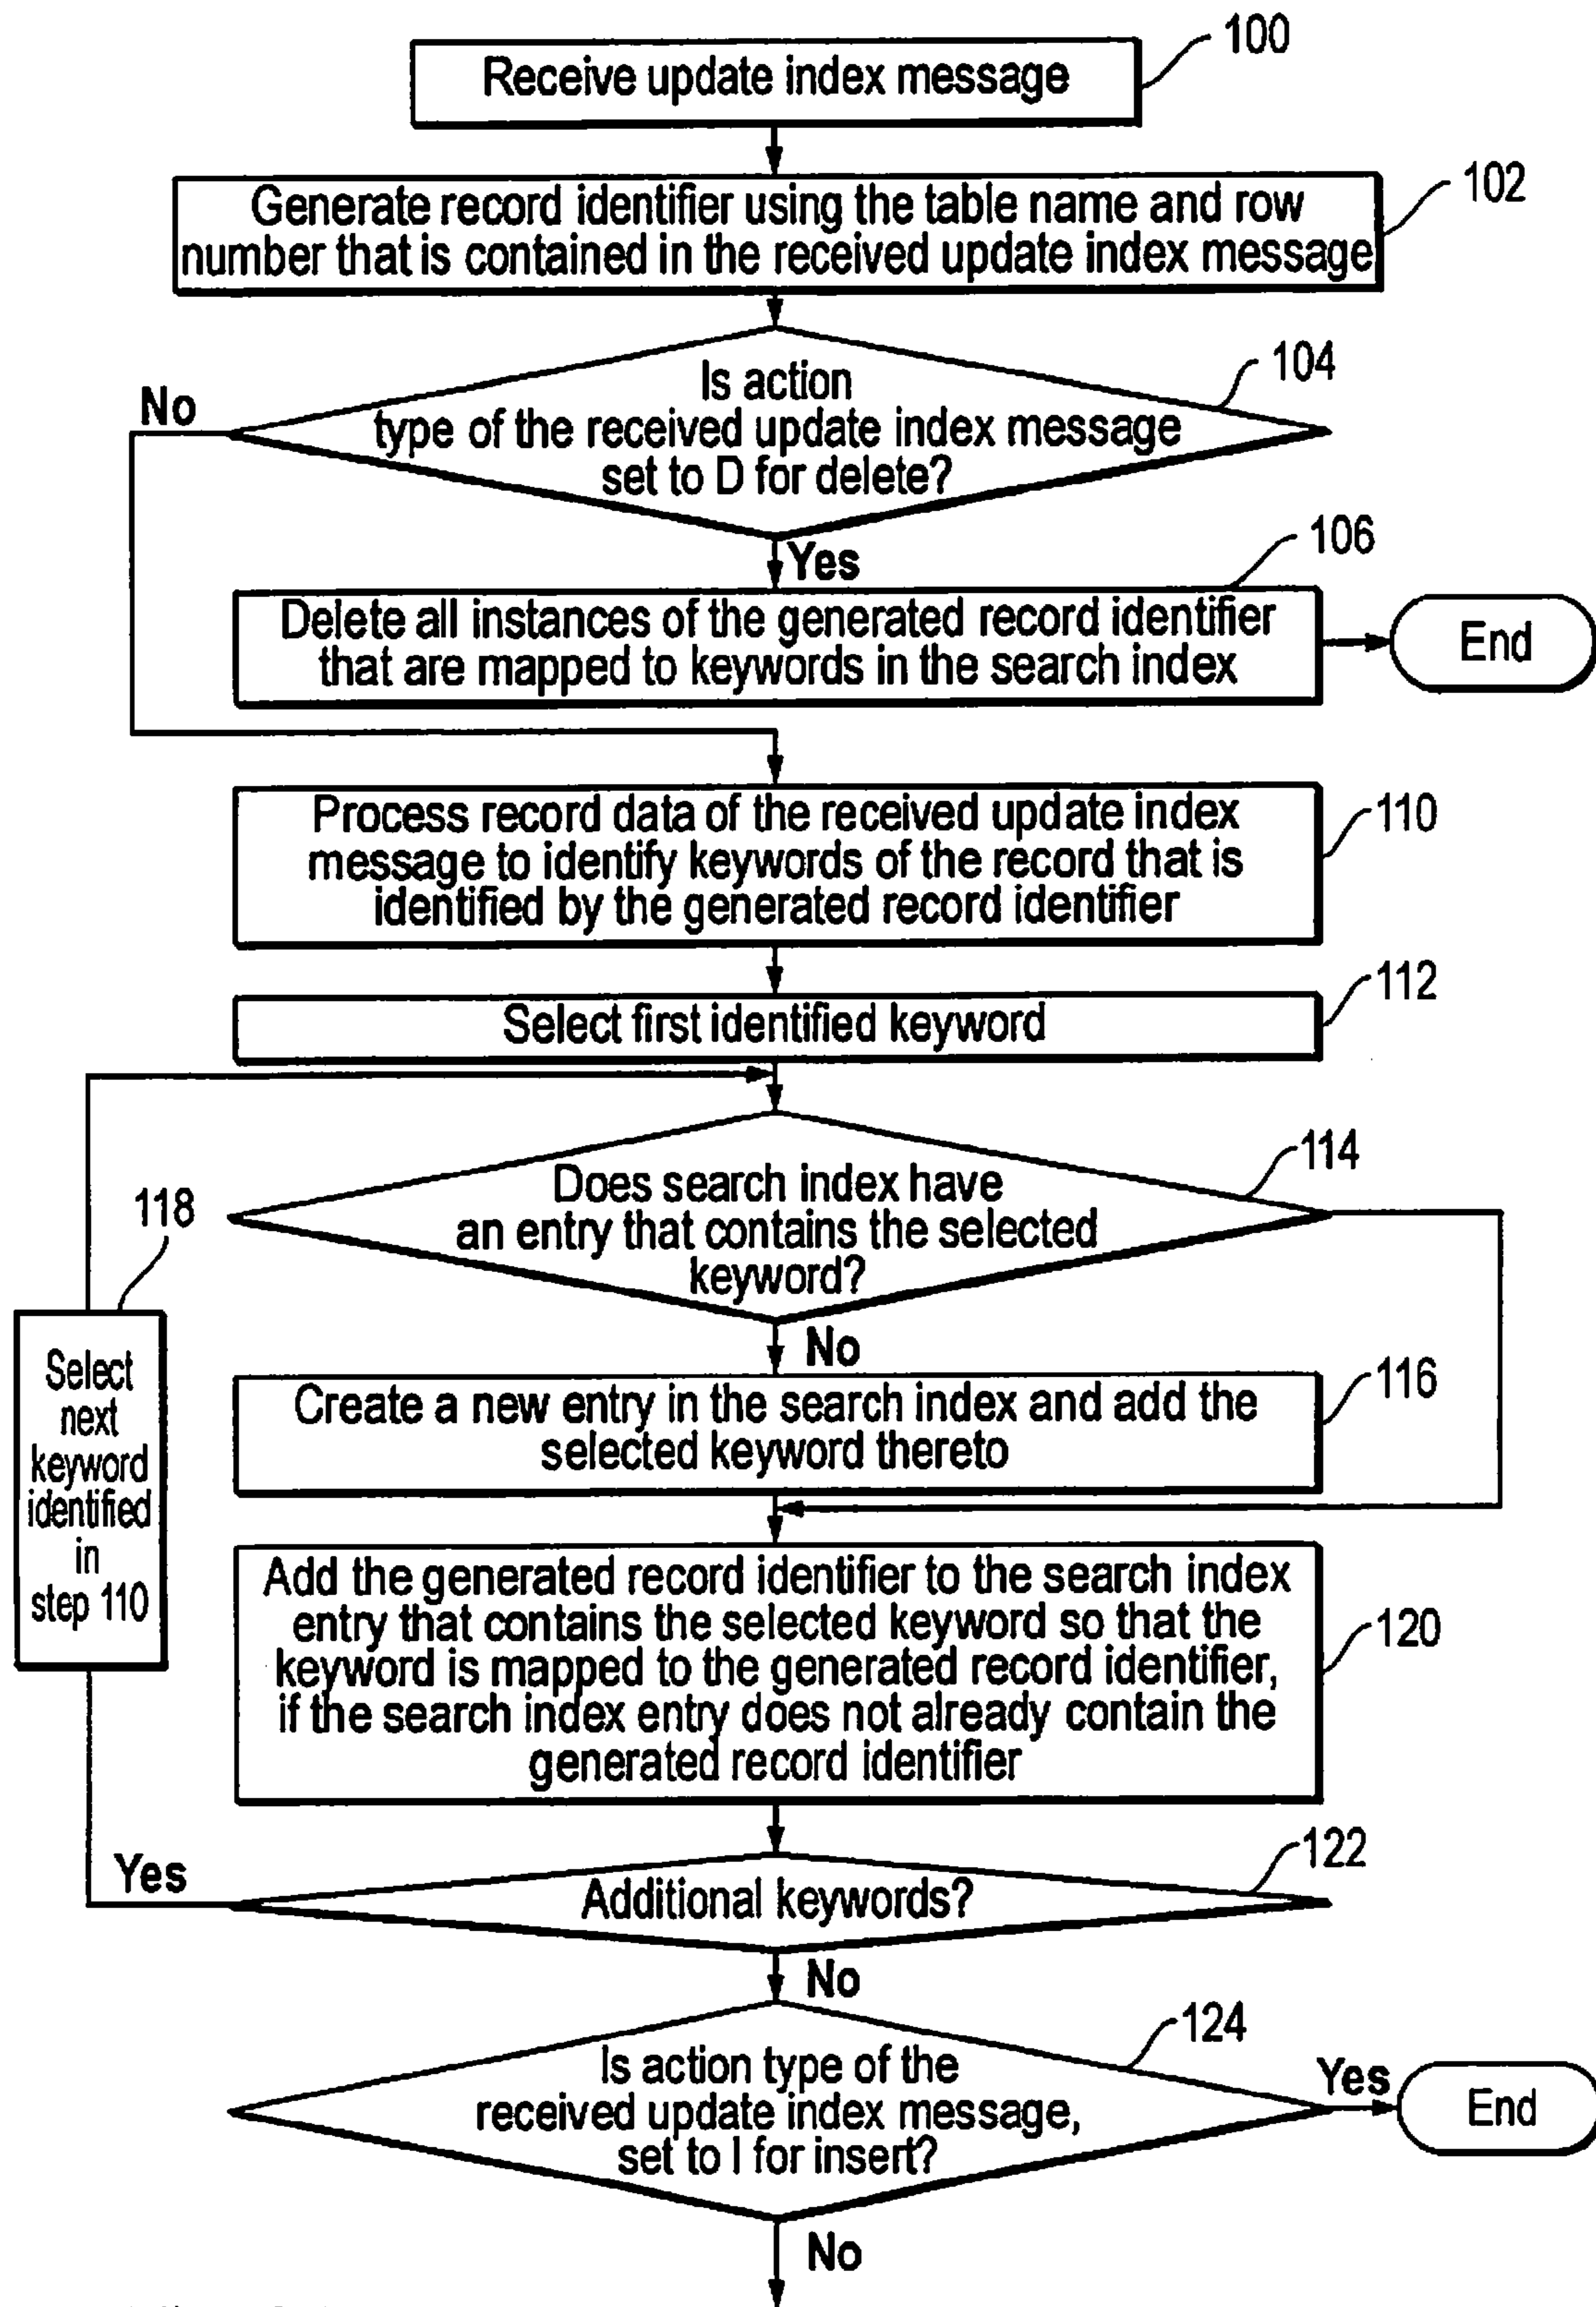 100
Receive update index message
102
Generate record identifier using the table name and row
number that is contained in the received update index message
104
No
Is action
type of the received update index message
set to D for delete?
Yes
106
Delete all instances of the generated record identifier
that are mapped to keywords in the search index
End
110
Process record data of the received update index
message to identify keywords of the record that is
identified by the generated record identifier
112
Select first identified keyword
114
Does search index have
an entry that contains the selected
keyword?
118
Select
next
keyword
identified
in
step 110
No
116
Create a new entry in the search index and add the
selected keyword thereto
120
Add the generated record identifier to the search index
entry that contains the selected keyword so that the
keyword is mapped to the generated record identifier,
if the search index entry does not already contain the
generated record identifier
122
Yes
Additional keywords?
No
124
Is action type of the
received update index message,
set to I for insert?
Yes
End
No